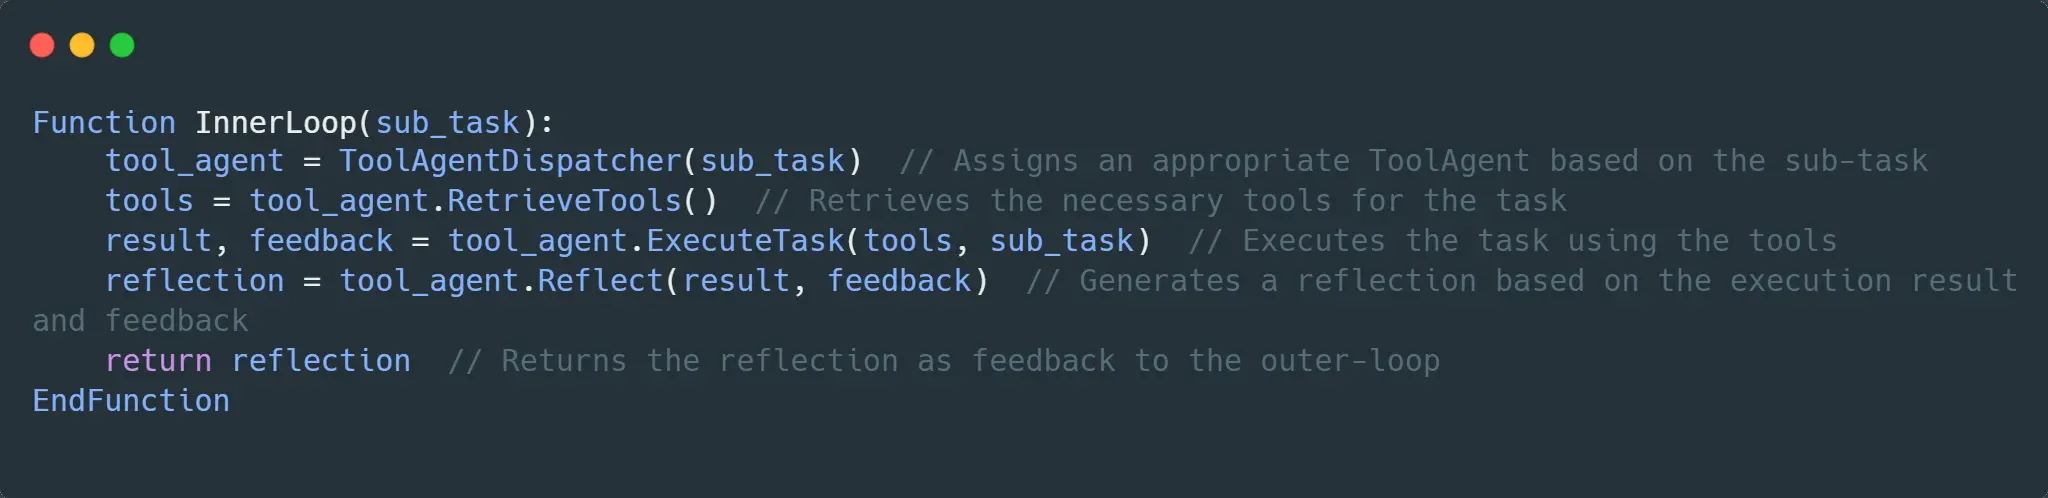 Function InnerLoop(sub_task):
    tool_agent = ToolAgentDispatcher(sub_task)  // Assigns an appropriate ToolAgent based on the sub-task
    tools = tool_agent.RetrieveTools()  // Retrieves the necessary tools for the task
    result, feedback = tool_agent.ExecuteTask(tools, sub_task)  // Executes the task using the tools
    reflection = tool_agent.Reflect(result, feedback)  // Generates a reflection based on the execution result
and feedback
    return reflection  // Returns the reflection as feedback to the outer-loop
EndFunction